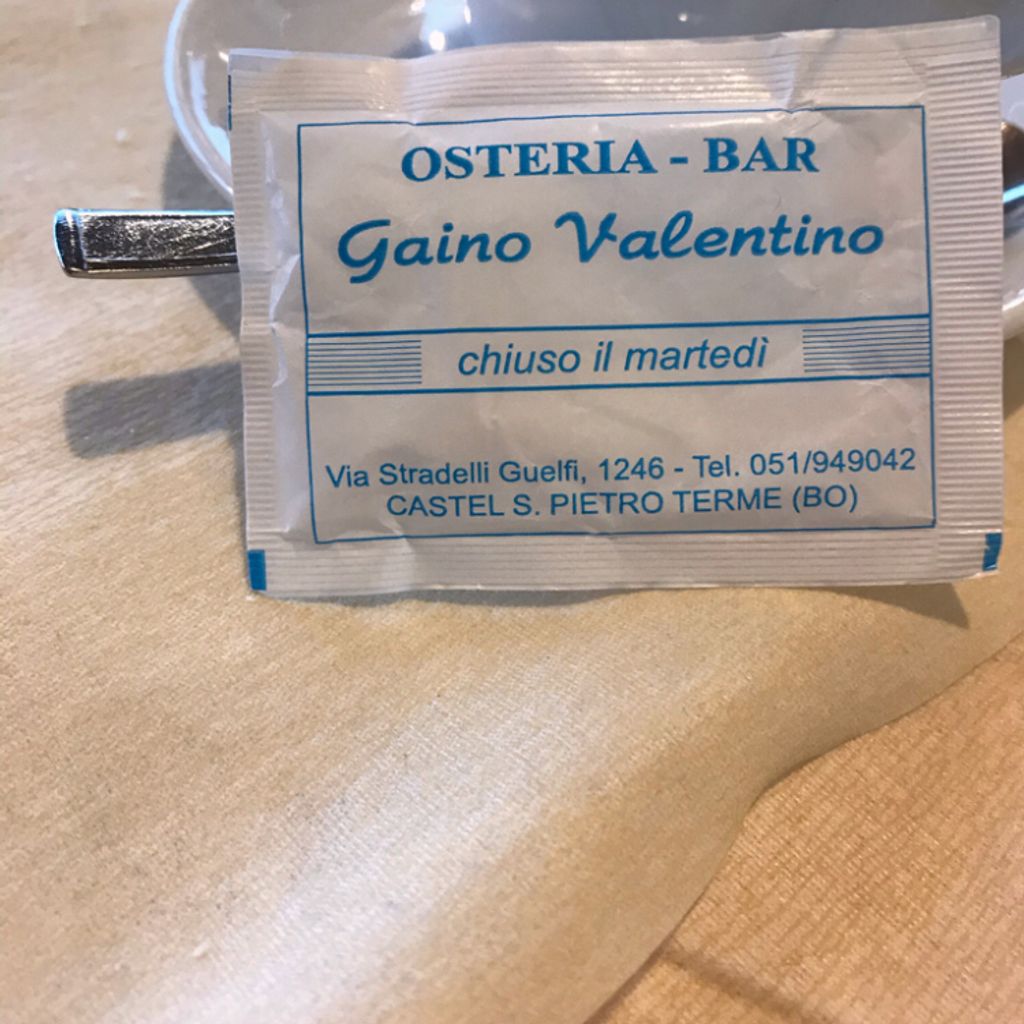 OSTERIA - BAR
Gaino Valentino
chiuso il martedì
Via Stradelli Guelfi, 1246 - Tel. 051/949042
CASTEL S. PIETRO TERME (BO)